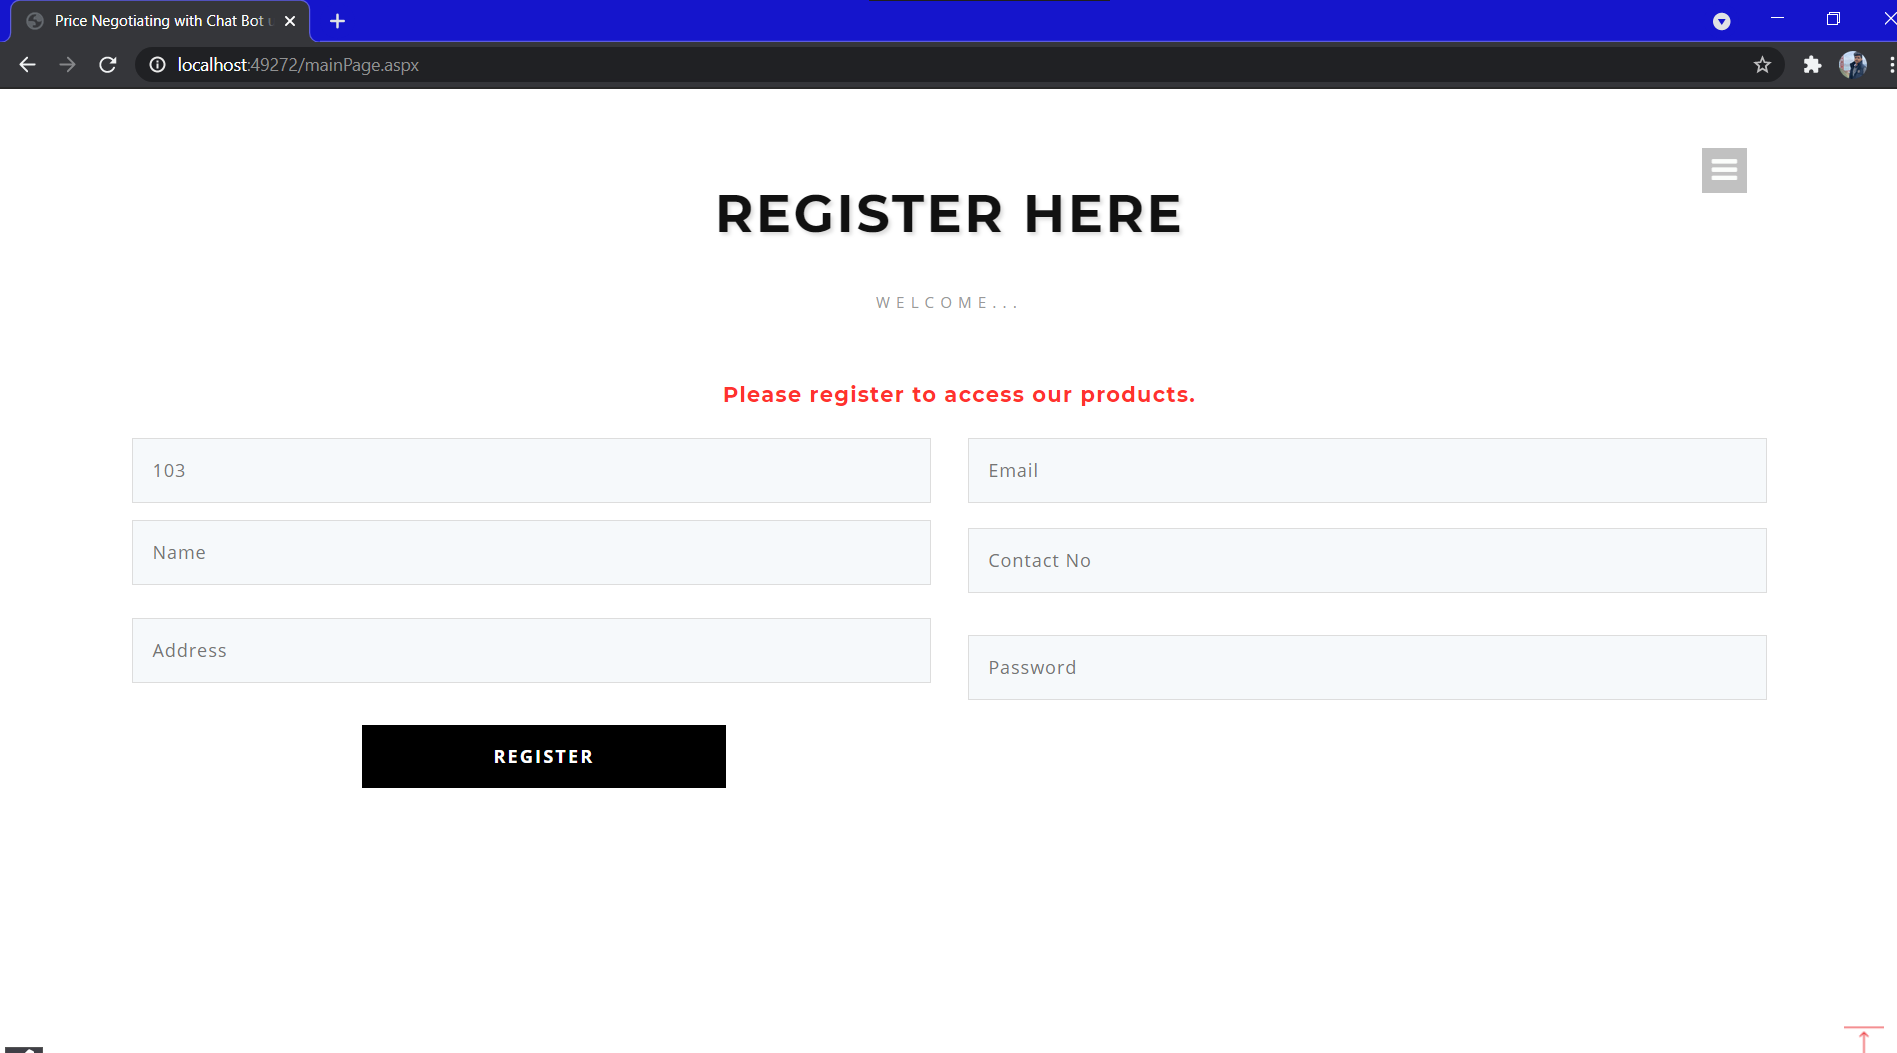 Price Negotiating with Chat Bot
localhost:49272/mainPage.aspx
REGISTER HERE
WELCOME...
Please register to access our products.
103
Email
Name
Contact No
Address
Password
REGISTER